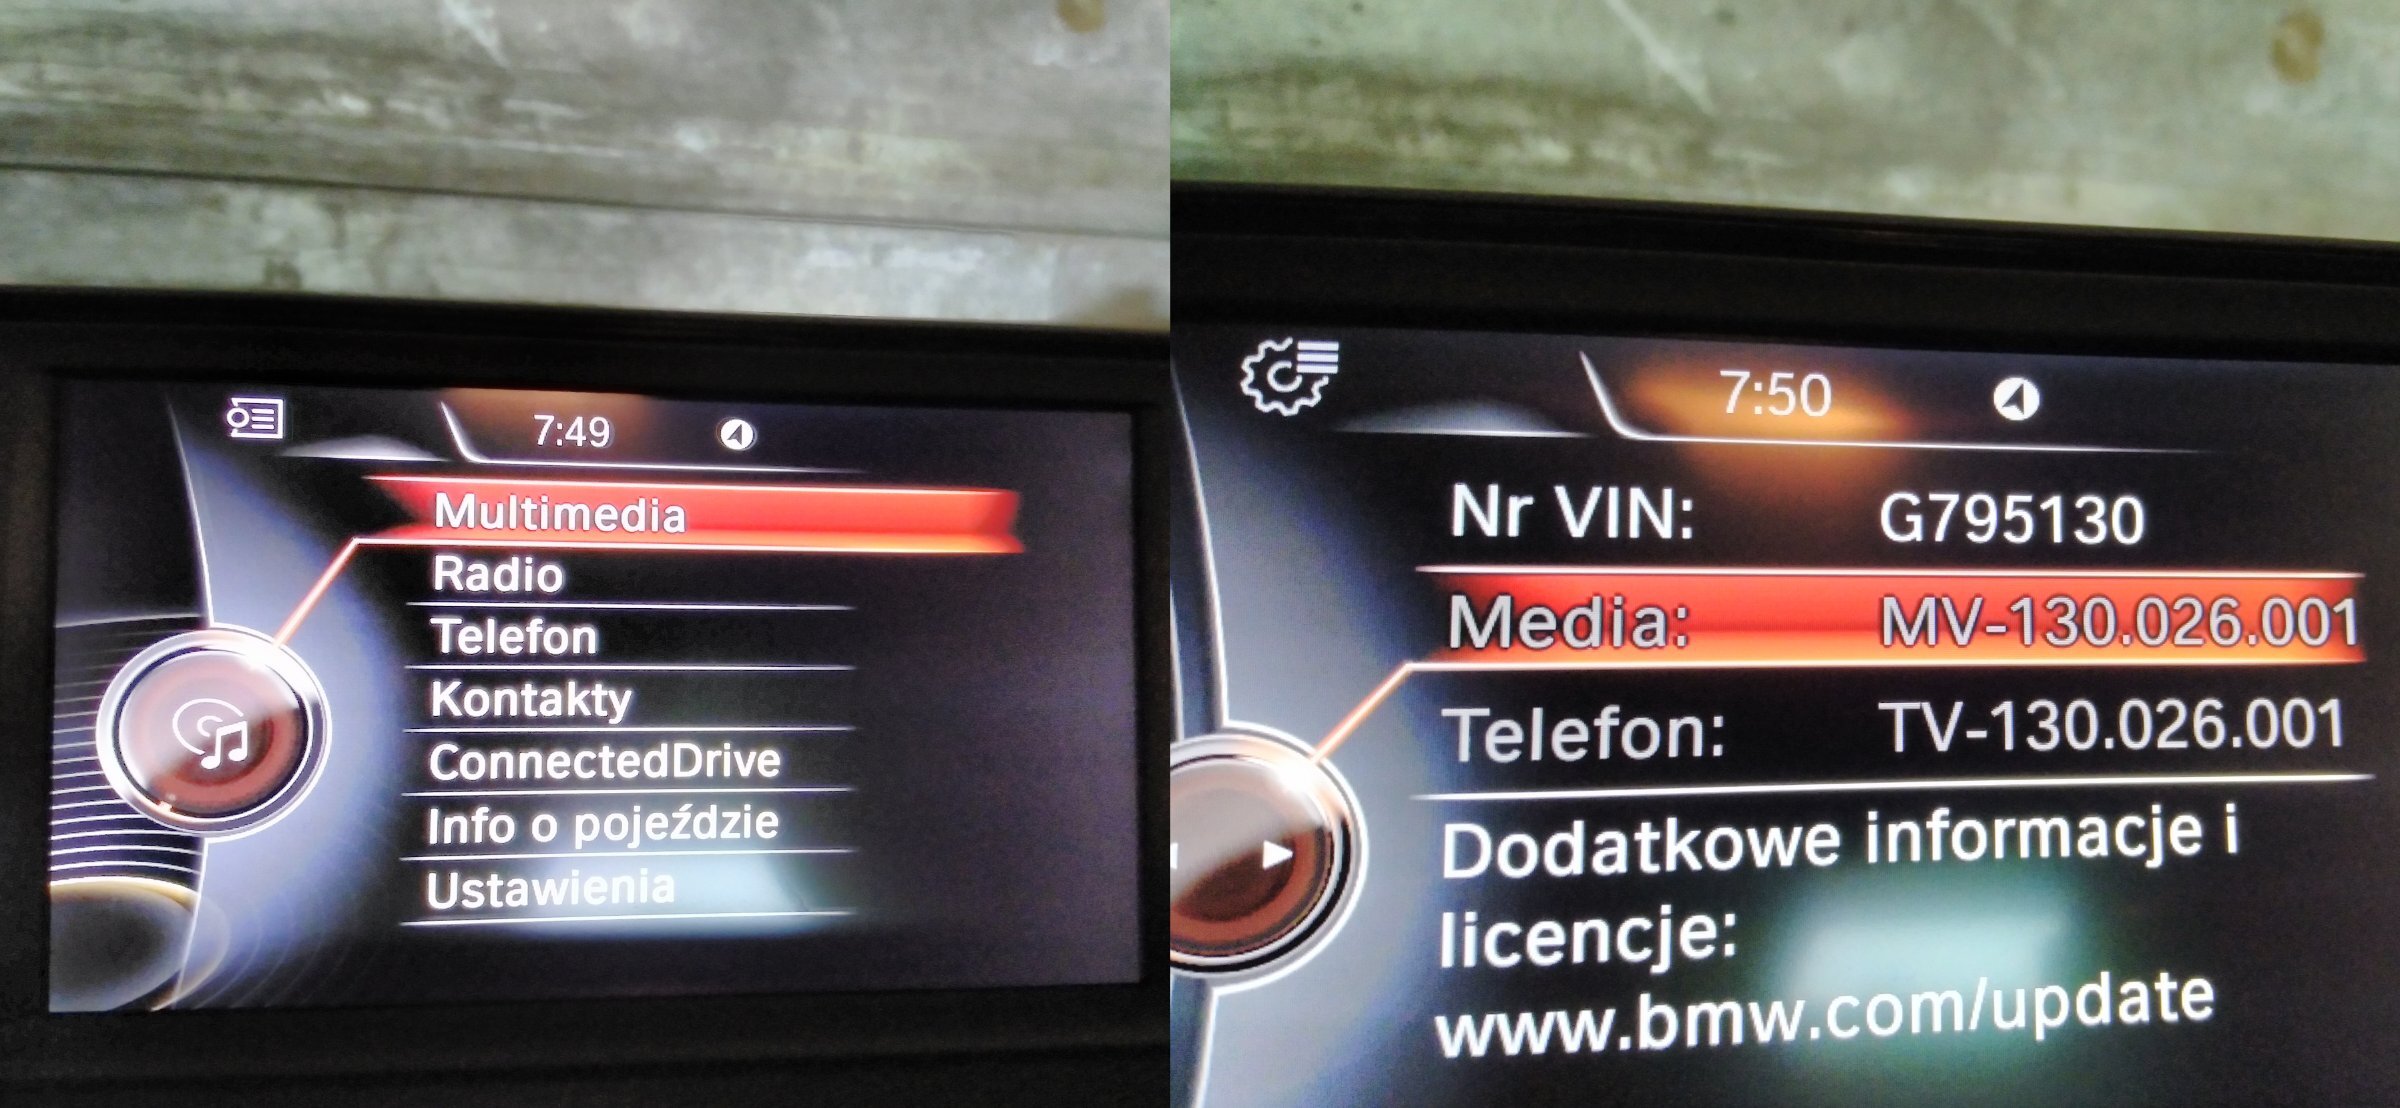 7:49
Multimedia
Radio
Telefon
Kontakty
ConnectedDrive
Info o pojeździe
Ustawienia
7:50
Nr VIN: G795130
Media: MV-130.026.001
Telefon: TV-130.026.001
Dodatkowe informacje i
licencje:
www.bmw.com/update